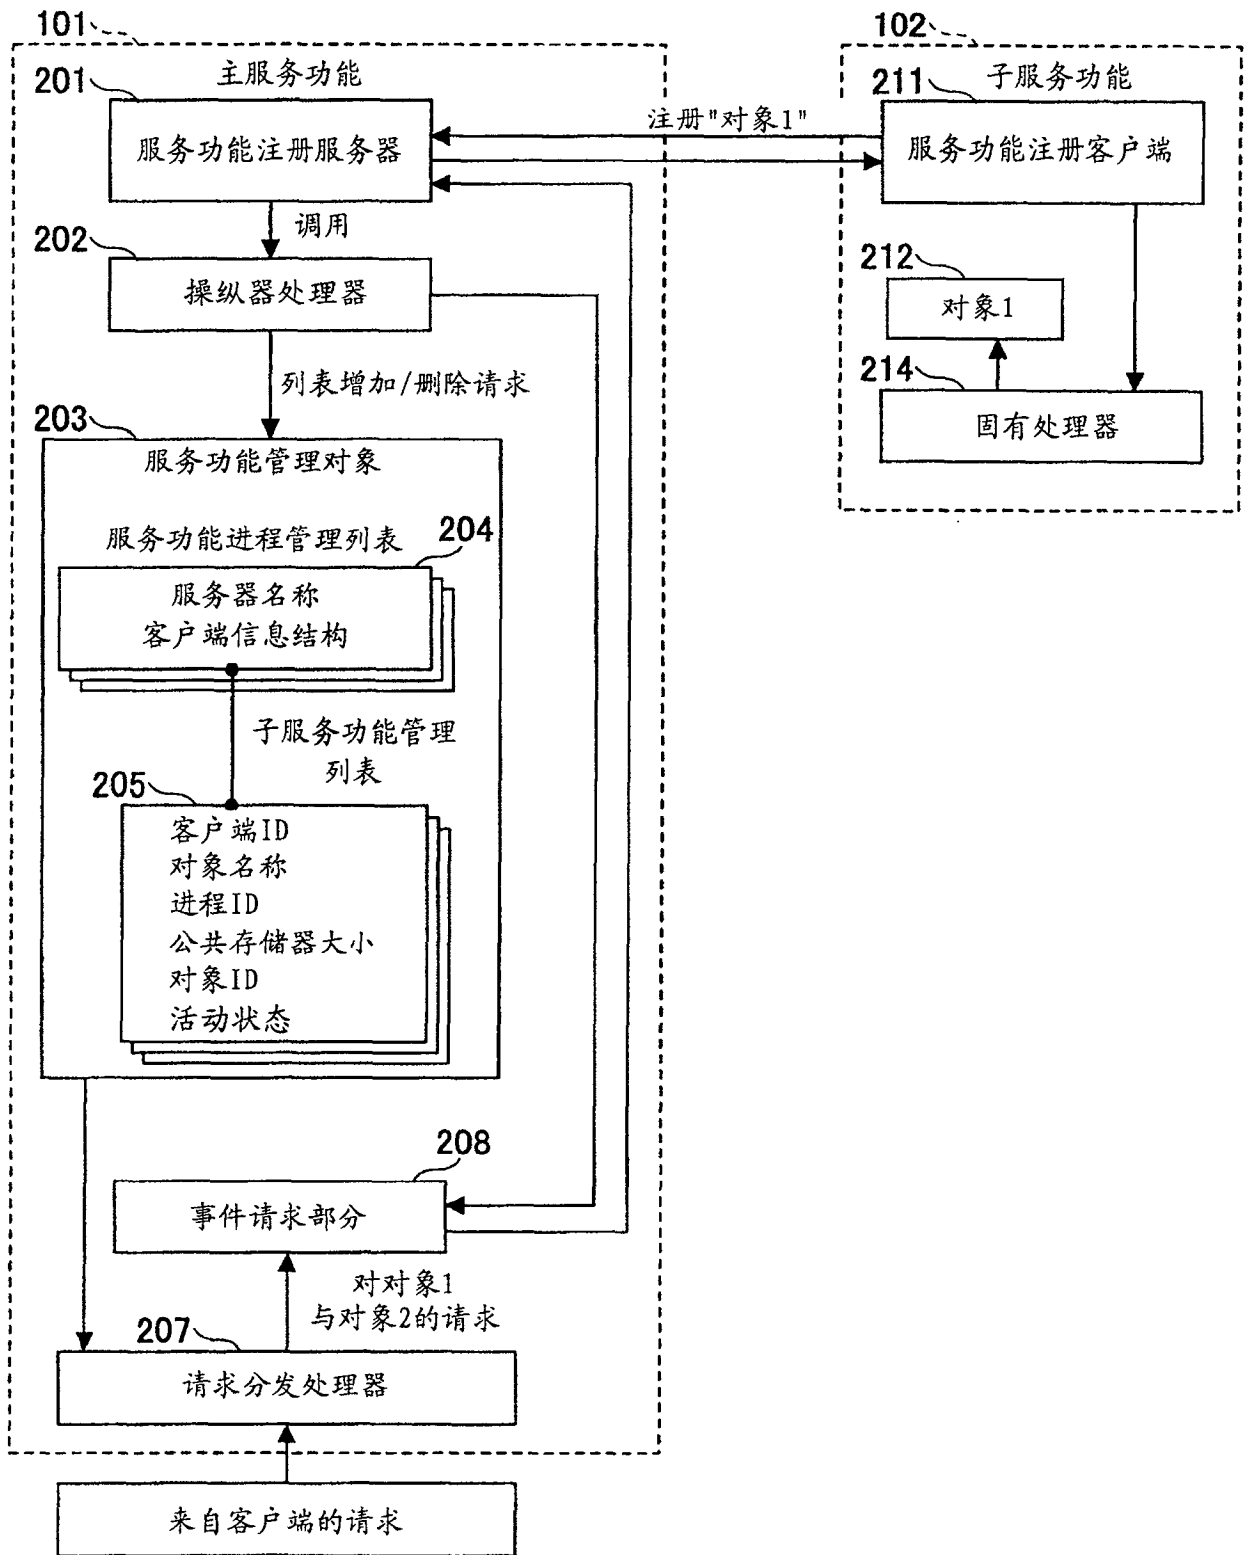 101
主服务功能
201
服务功能注册服务器
调用
202
操纵器处理器
列表增加/删除请求
203
服务功能管理对象
服务功能进程管理列表
204
服务器名称
客户端信息结构
子服务功能管理
列表
205
客户端ID
对象名称
进程ID
公共存储器大小
对象ID
活动状态
208
事件请求部分
对对象1
与对象2的请求
207
请求分发处理器
来自客户端的请求
注册"对象1"
102
子服务功能
211
服务功能注册客户端
212
对象1
214
固有处理器